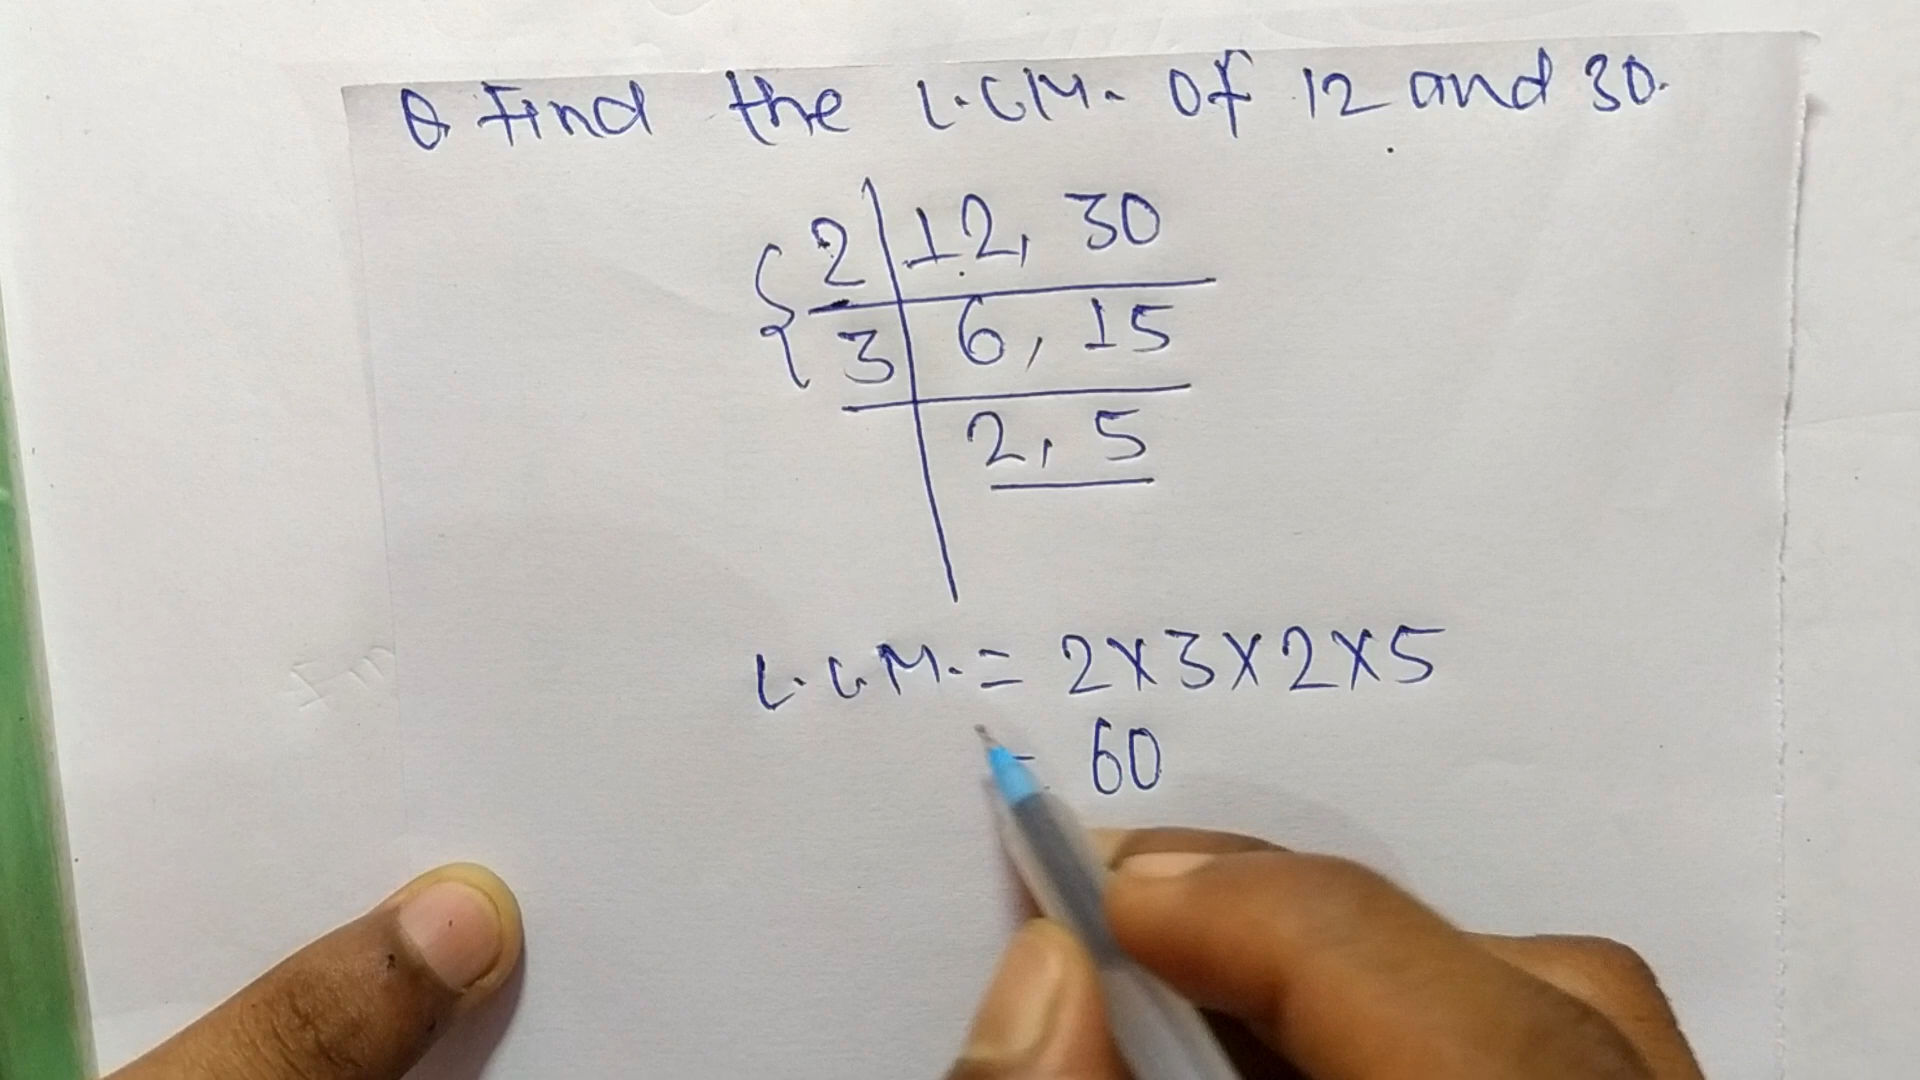 Q Find the L.C.M. Of 12 and 30.
2 | 12, 30
3 | 6, 15
2, 5
L.C.M. = 2×3×2×5
= 60